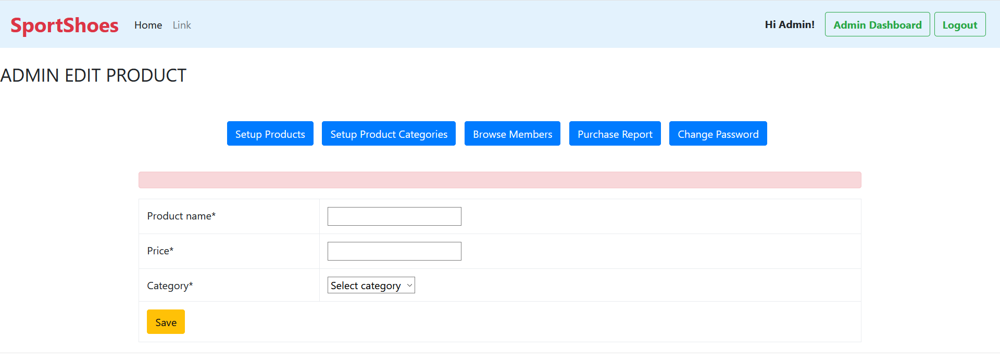 SportShoes Home Link Hi Admin! Admin Dashboard Logout
ADMIN EDIT PRODUCT
Setup Products Setup Product Categories Browse Members Purchase Report Change Password
Product name*
Price*
Category* Select category
Save